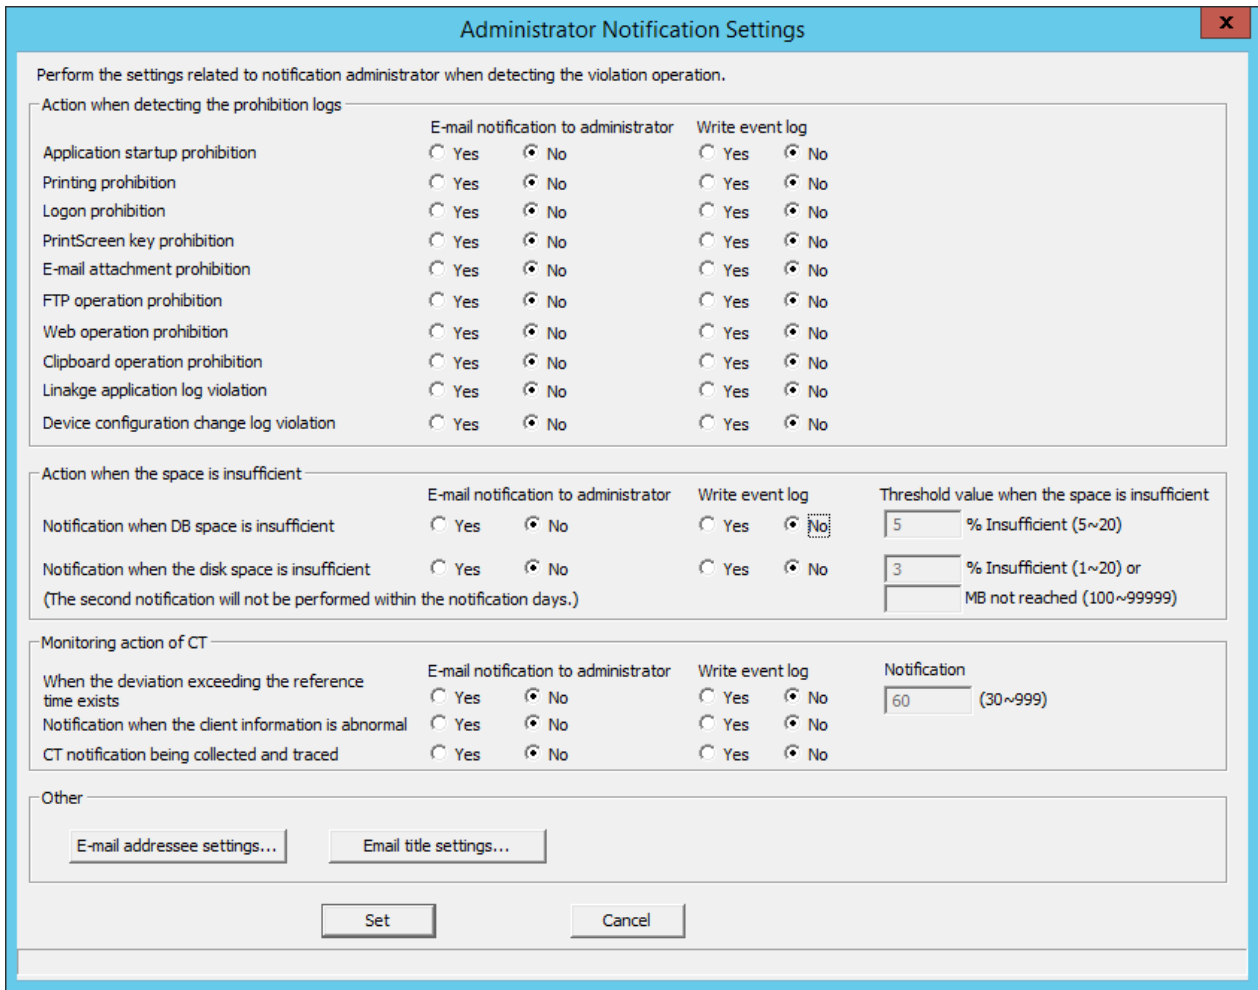 Administrator Notification Settings
x
Perform the settings related to notification administrator when detecting the violation operation.
Action when detecting the prohibition logs
E-mail notification to administrator Write event log
Application startup prohibition Yes No Yes No
Printing prohibition Yes No Yes No
Logon prohibition Yes No Yes No
PrintScreen key prohibition Yes No Yes No
E-mail attachment prohibition Yes No Yes No
FTP operation prohibition Yes No Yes No
Web operation prohibition Yes No Yes No
Clipboard operation prohibition Yes No Yes No
Linakge application log violation Yes No Yes No
Device configuration change log violation Yes No Yes No
Action when the space is insufficient
E-mail notification to administrator Write event log Threshold value when the space is insufficient
Notification when DB space is insufficient Yes No Yes No 5 % Insufficient (5~20)
Notification when the disk space is insufficient Yes No Yes No 3 % Insufficient (1~20) or
(The second notification will not be performed within the notification days.) MB not reached (100~99999)
Monitoring action of CT
E-mail notification to administrator Write event log Notification
When the deviation exceeding the reference
time exists Yes No Yes No 60 (30~999)
Notification when the client information is abnormal Yes No Yes No
CT notification being collected and traced Yes No Yes No
Other
E-mail addressee settings... Email title settings...
Set Cancel